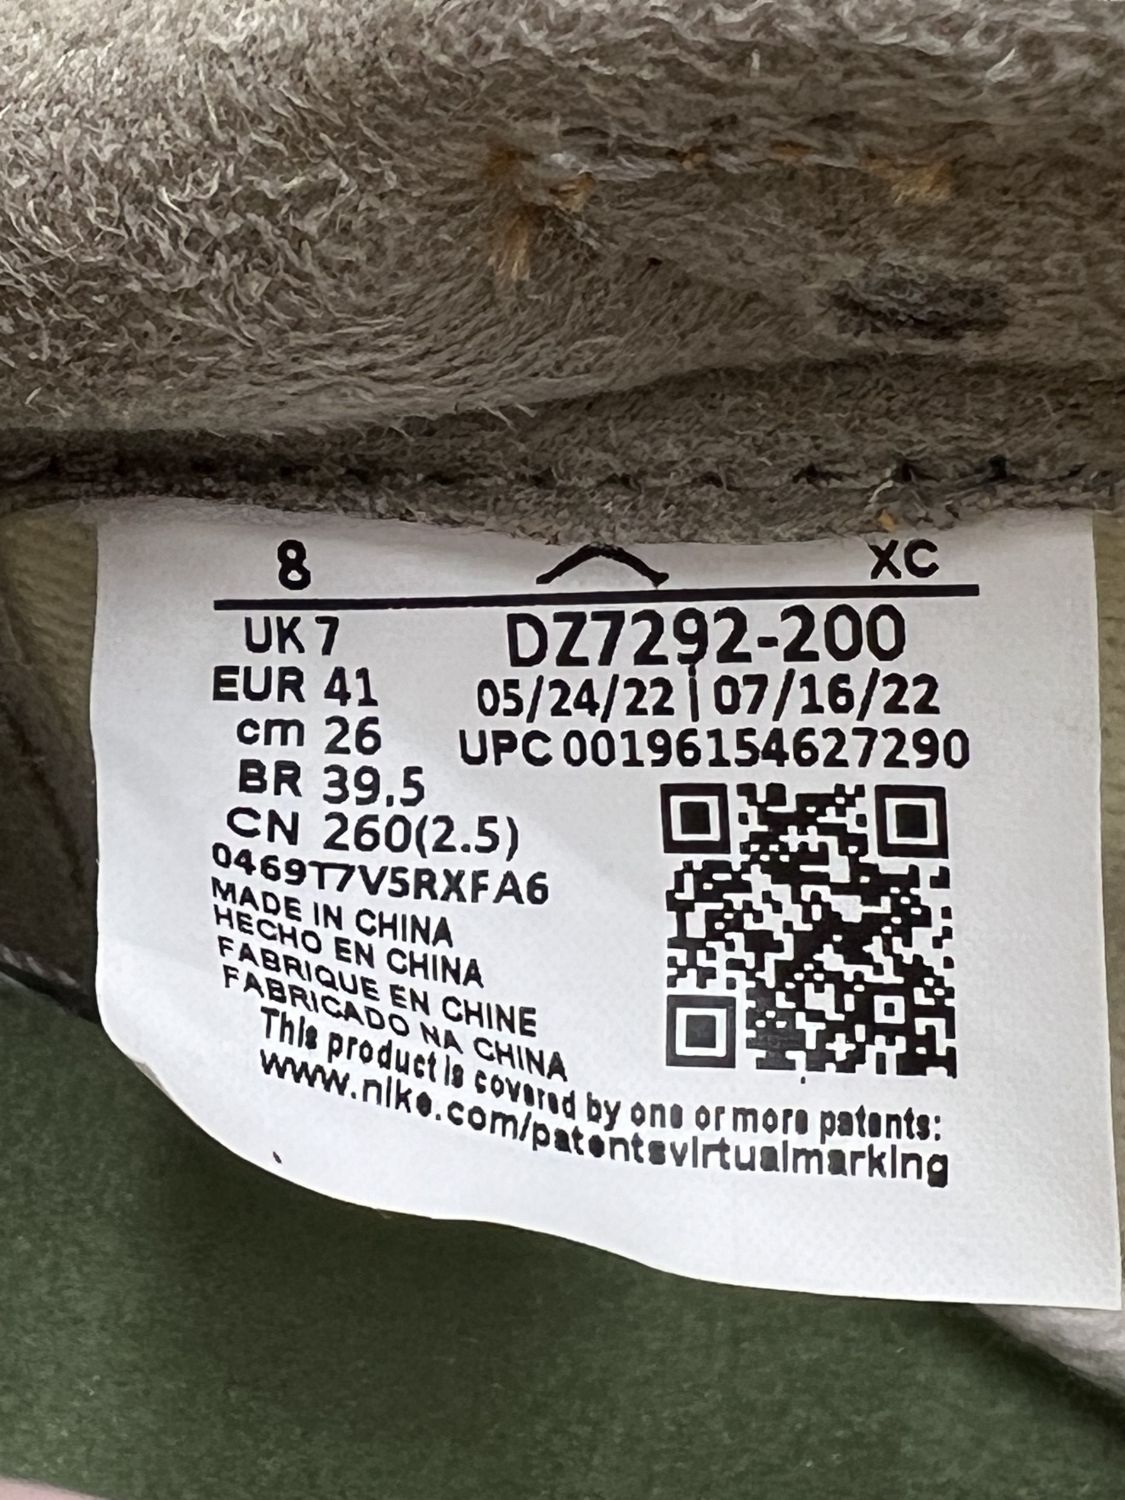 8 XC
UK 7
EUR 41
cm 26
BR 39.5
CN 260(2.5)
DZ7292-200
05/24/22 | 07/16/22
UPC 00196154627290
0469T7V5RXFA6
MADE IN CHINA
HECHO EN CHINA
FABRIQUE EN CHINE
FABRICADO NA CHINA
This product is covered by one or more patents:
www.nike.com/patentsvirtualmarking